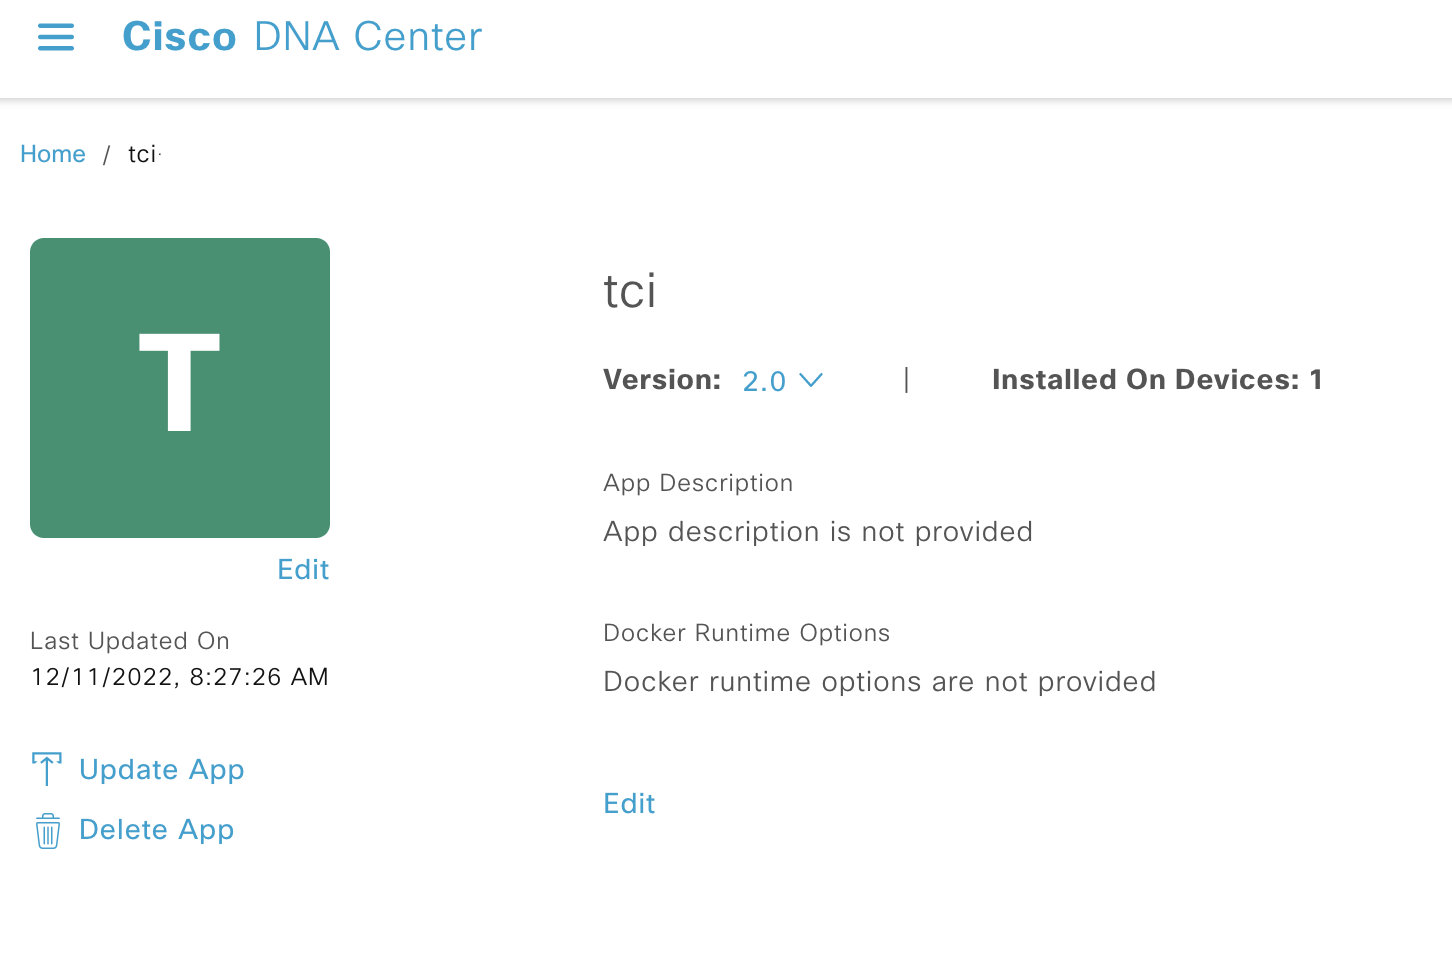 Cisco DNA Center
Home / tci
T
Edit
Last Updated On
12/11/2022, 8:27:26 AM
Update App
Delete App
tci
Version: 2.0 | Installed On Devices: 1
App Description
App description is not provided
Docker Runtime Options
Docker runtime options are not provided
Edit